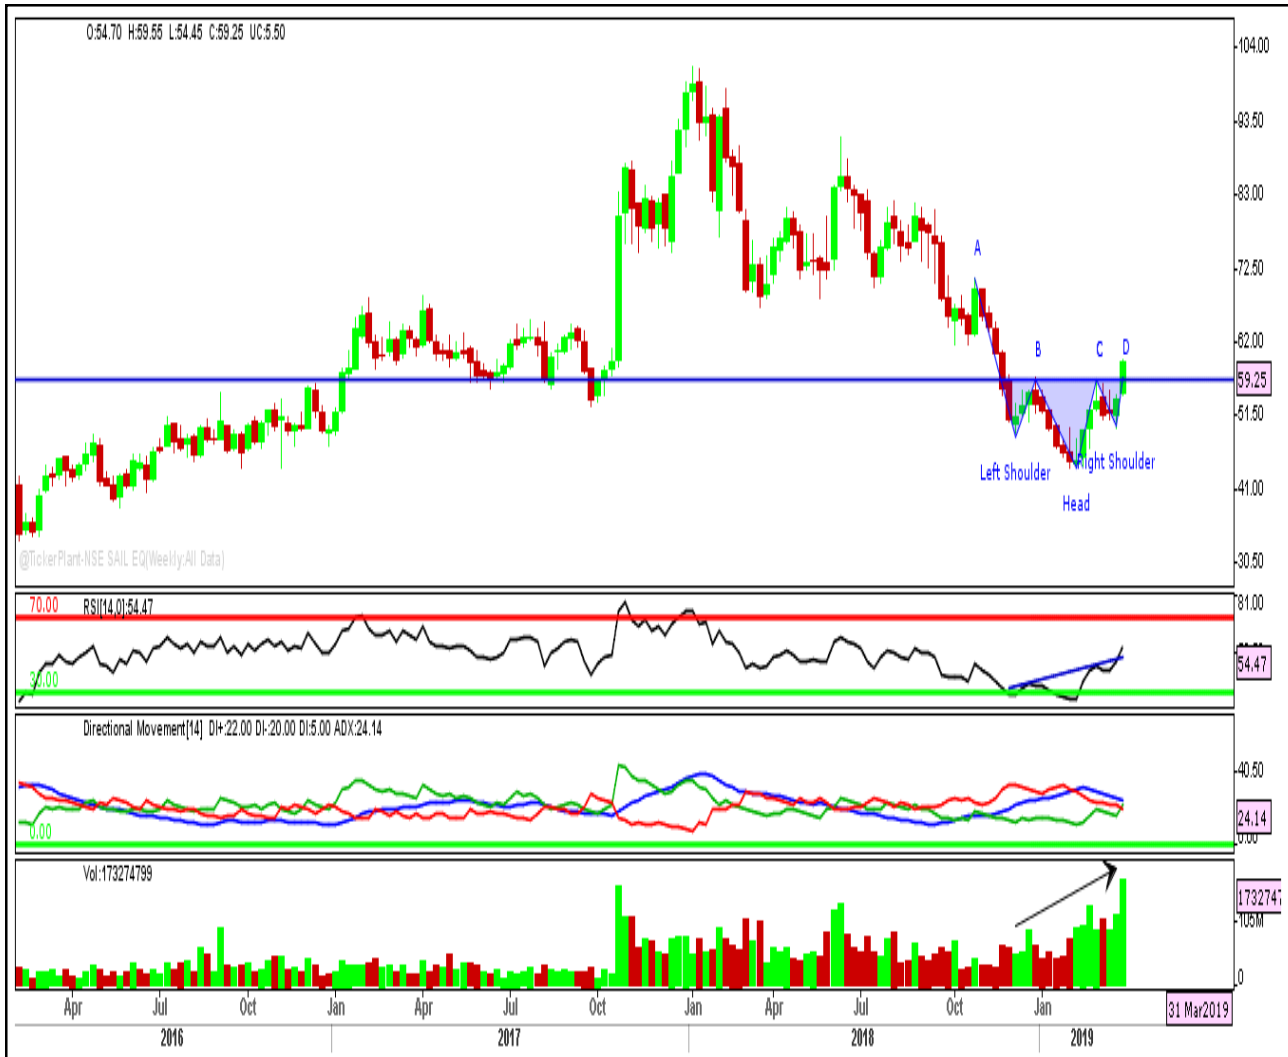 O:54.70 H:59.55 L:54.45 C:59.25 UC:5.50
104.00
93.50
83.00
A
72.50
62.00
B
C
D
59.25
51.50
Left Shoulder
Right Shoulder
41.00
Head
@TickerPlant-NSE SAIL EQ(Weekly:All Data)
30.50
70.00
RSI[14,0]:54.47
81.00
54.47
30.00
Directional Movement[14] DI+:22.00 DI-:20.00 DI:5.00 ADX:24.14
40.50
24.14
0.00
0.00
Vol:173274799
1732747
105M
0
Apr Jul Oct Jan Apr Jul Oct Jan Apr Jul Oct Jan
31 Mar2019
2016 2017 2018 2019